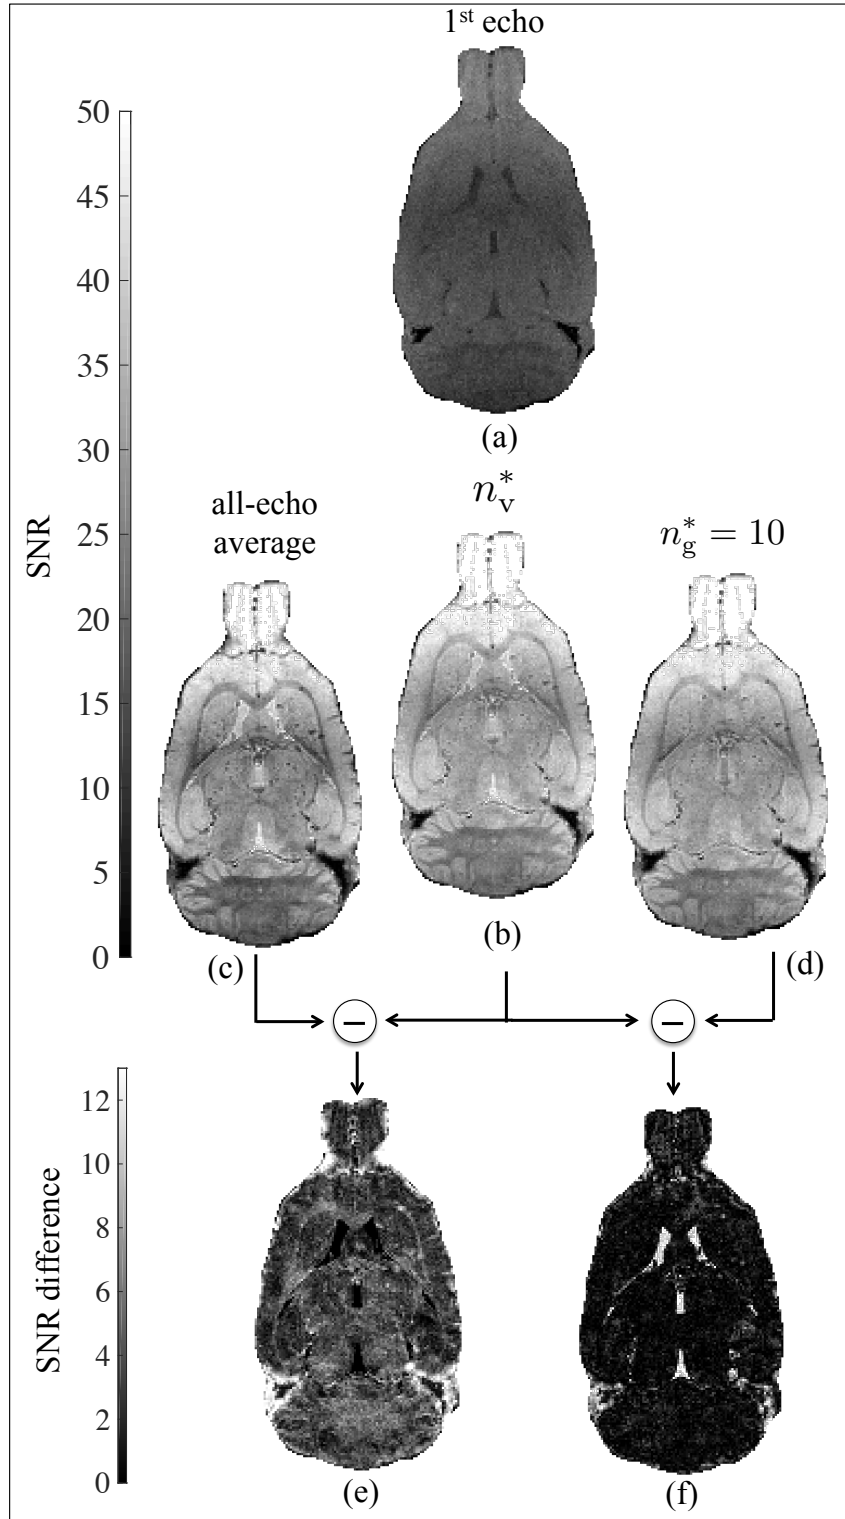 1st echo
50
45
40
35
30
25
20
15
10
5
0
SNR
(a)
all-echo
average
n*v
n*g = 10
(c)
(b)
(d)
−
−
12
10
8
6
4
2
0
SNR difference
(e)
(f)